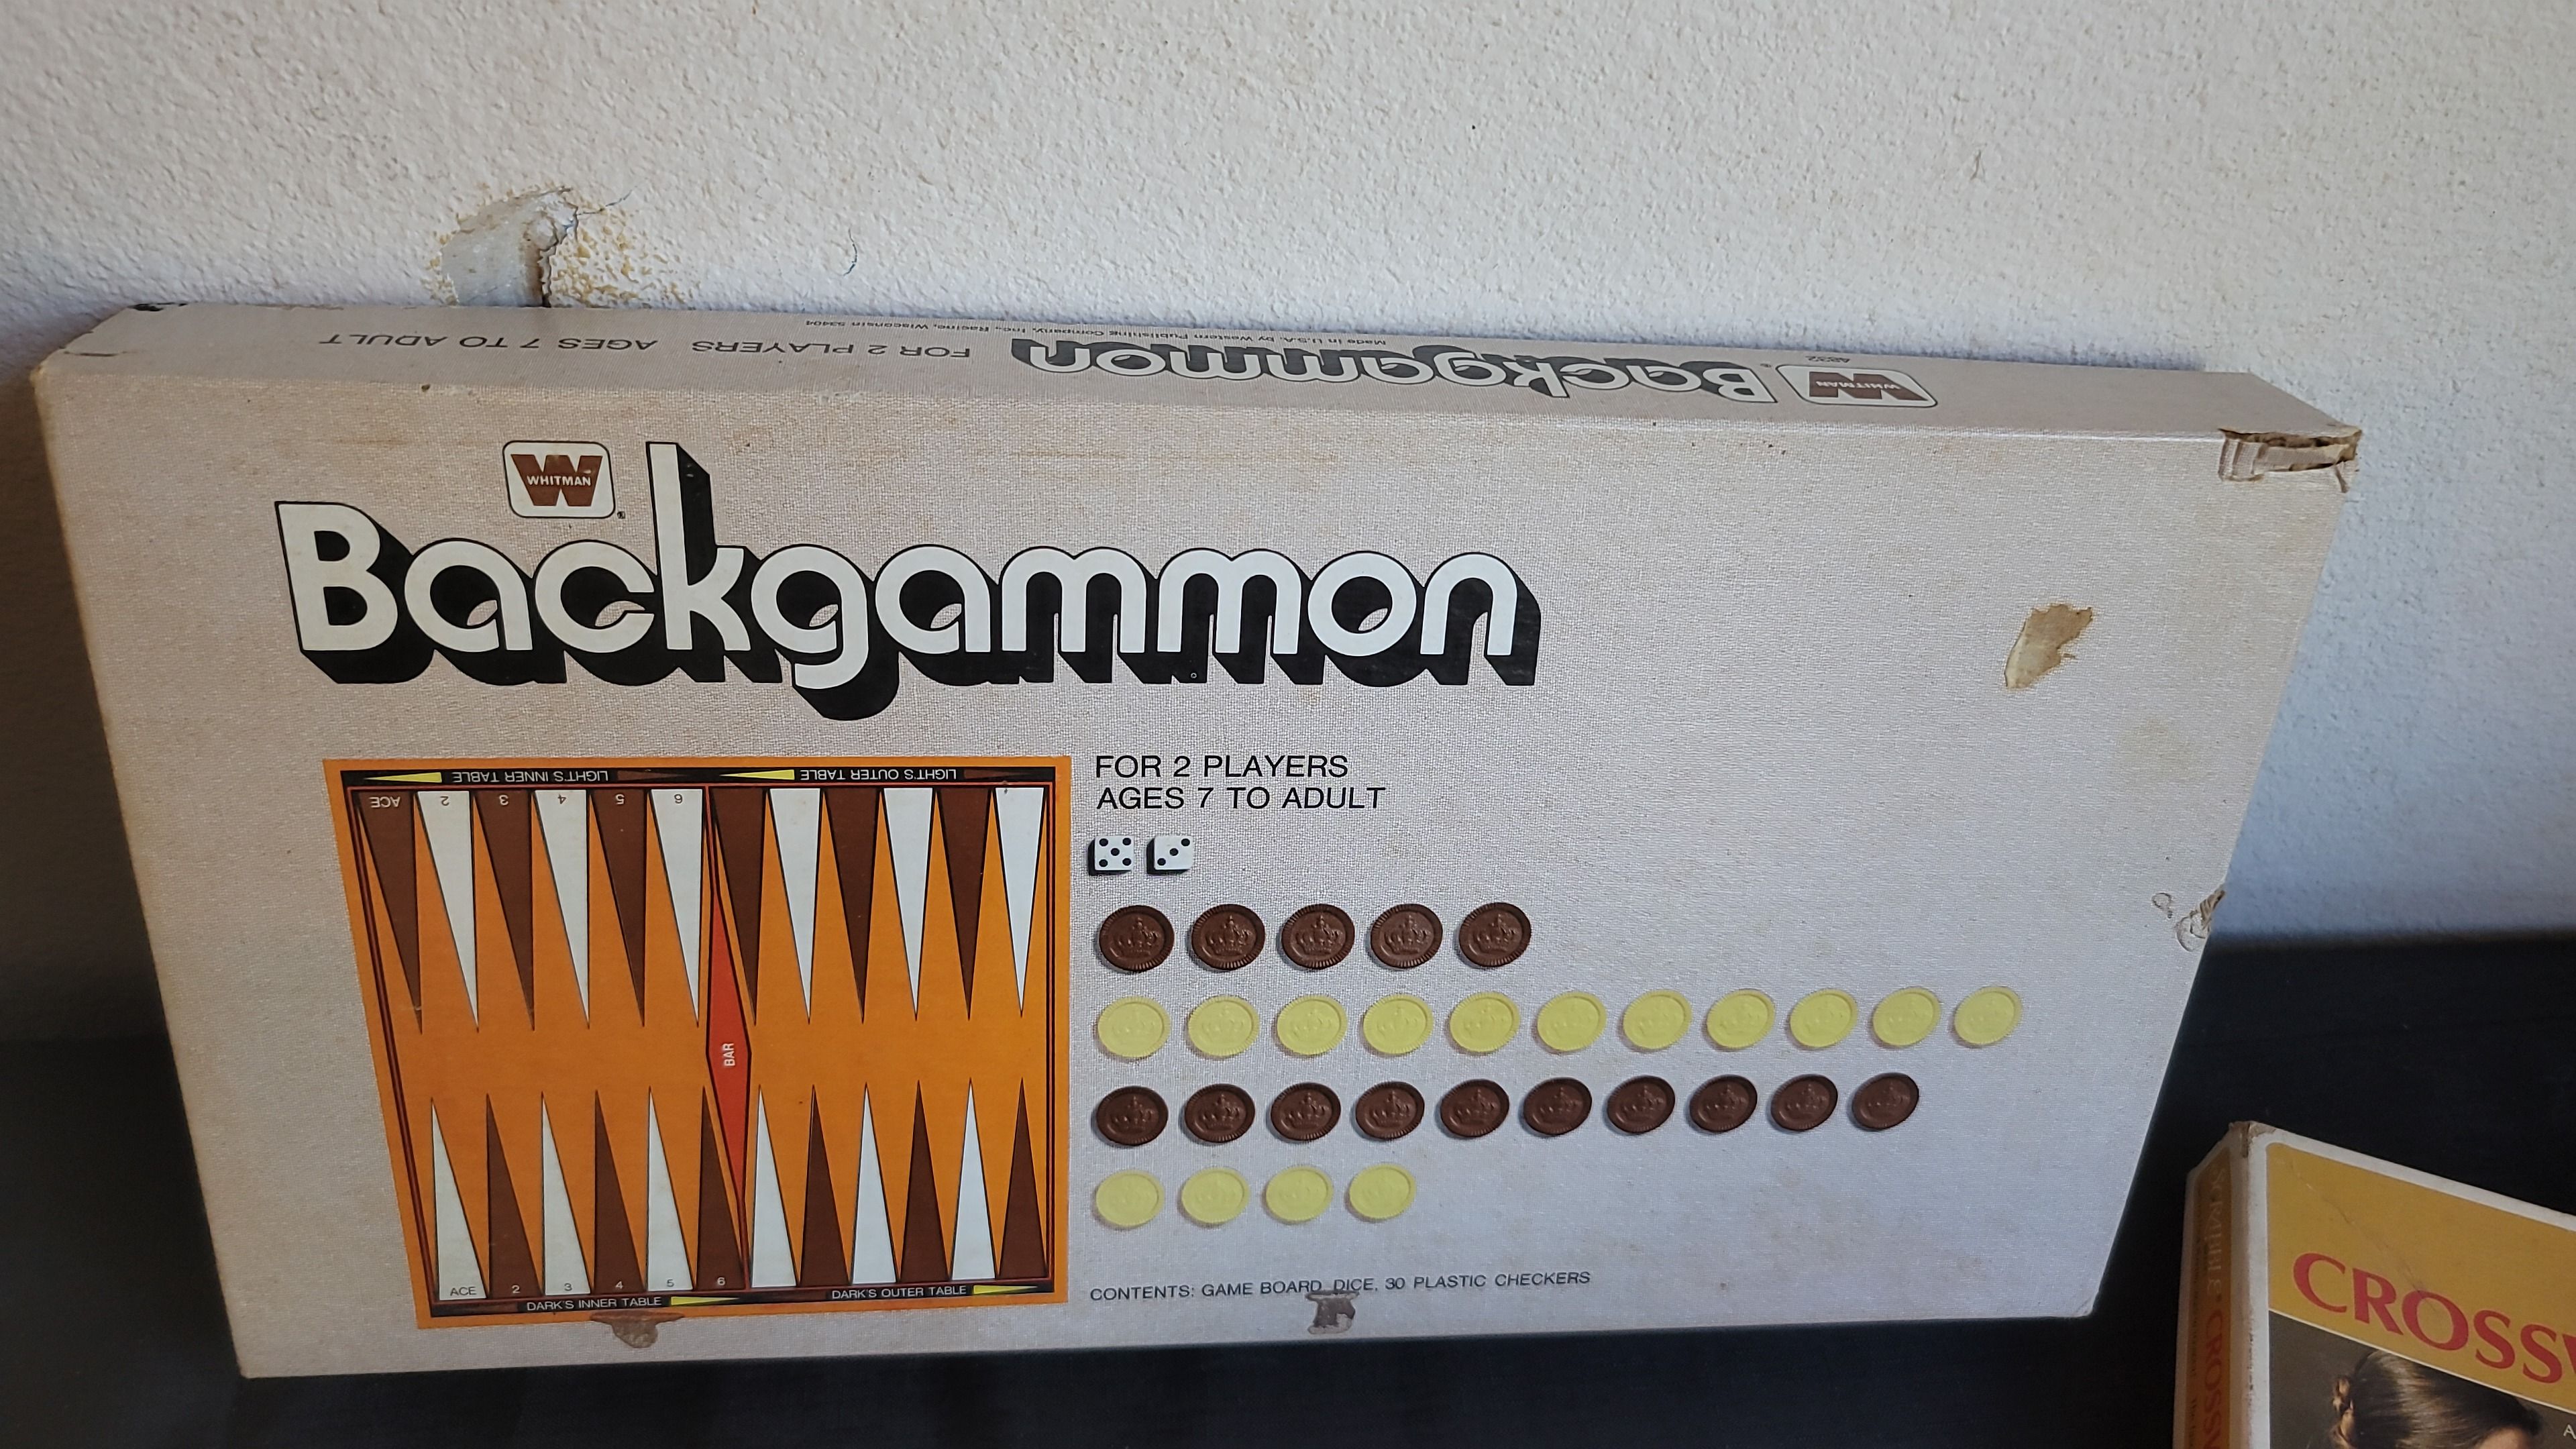 FOR 2 PLAYERS AGES 7 TO ADULT
Made in U.S.A. by Western Publishing Company, Inc., Racine, Wisconsin 53404
Backgammon
WHITMAN
WHITMAN
Backgammon
LIGHT'S INNER TABLE
LIGHT'S OUTER TABLE
ACE 2 3 4 5 6
BAR
ACE 2 3 4 5 6
DARK'S INNER TABLE
DARK'S OUTER TABLE
FOR 2 PLAYERS
AGES 7 TO ADULT
CONTENTS: GAME BOARD, DICE, 30 PLASTIC CHECKERS
CROSSW